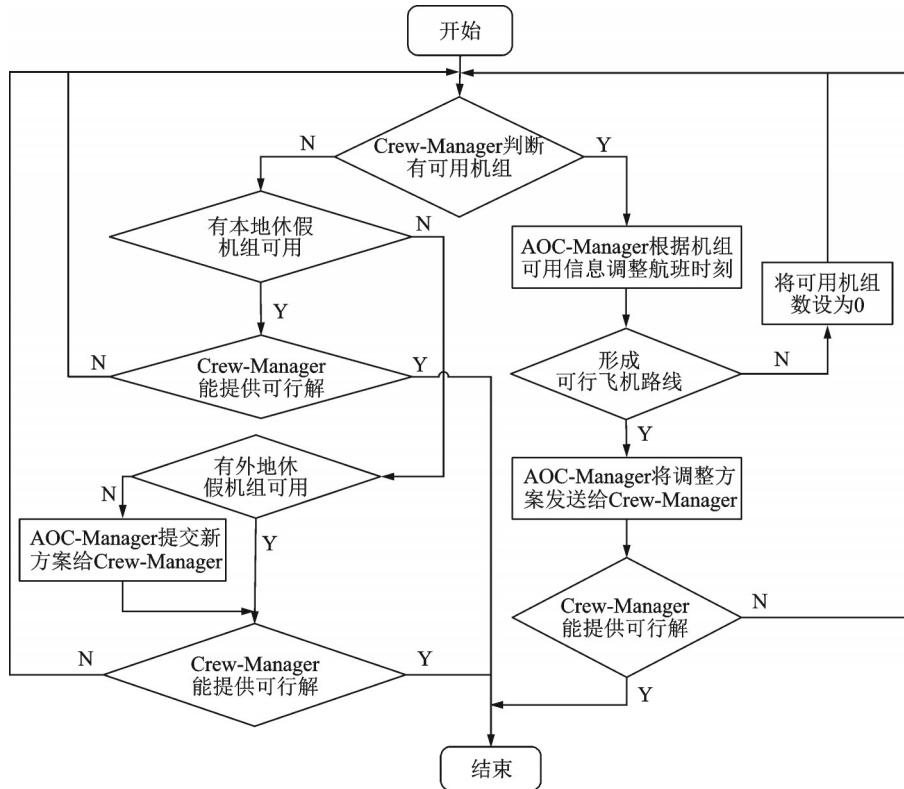 开始
Crew-Manager判断
有可用机组
N
Y
有本地休假
机组可用
N
Y
AOC-Manager根据机组
可用信息调整航班时刻
将可用机组
数设为0
Crew-Manager
能提供可行解
N
Y
形成
可行飞机路线
N
Y
有外地休
假机组可用
N
Y
AOC-Manager提交新
方案给Crew-Manager
AOC-Manager将调整方
案发送给Crew-Manager
Crew-Manager
能提供可行解
N
Y
Crew-Manager
能提供可行解
N
Y
结束